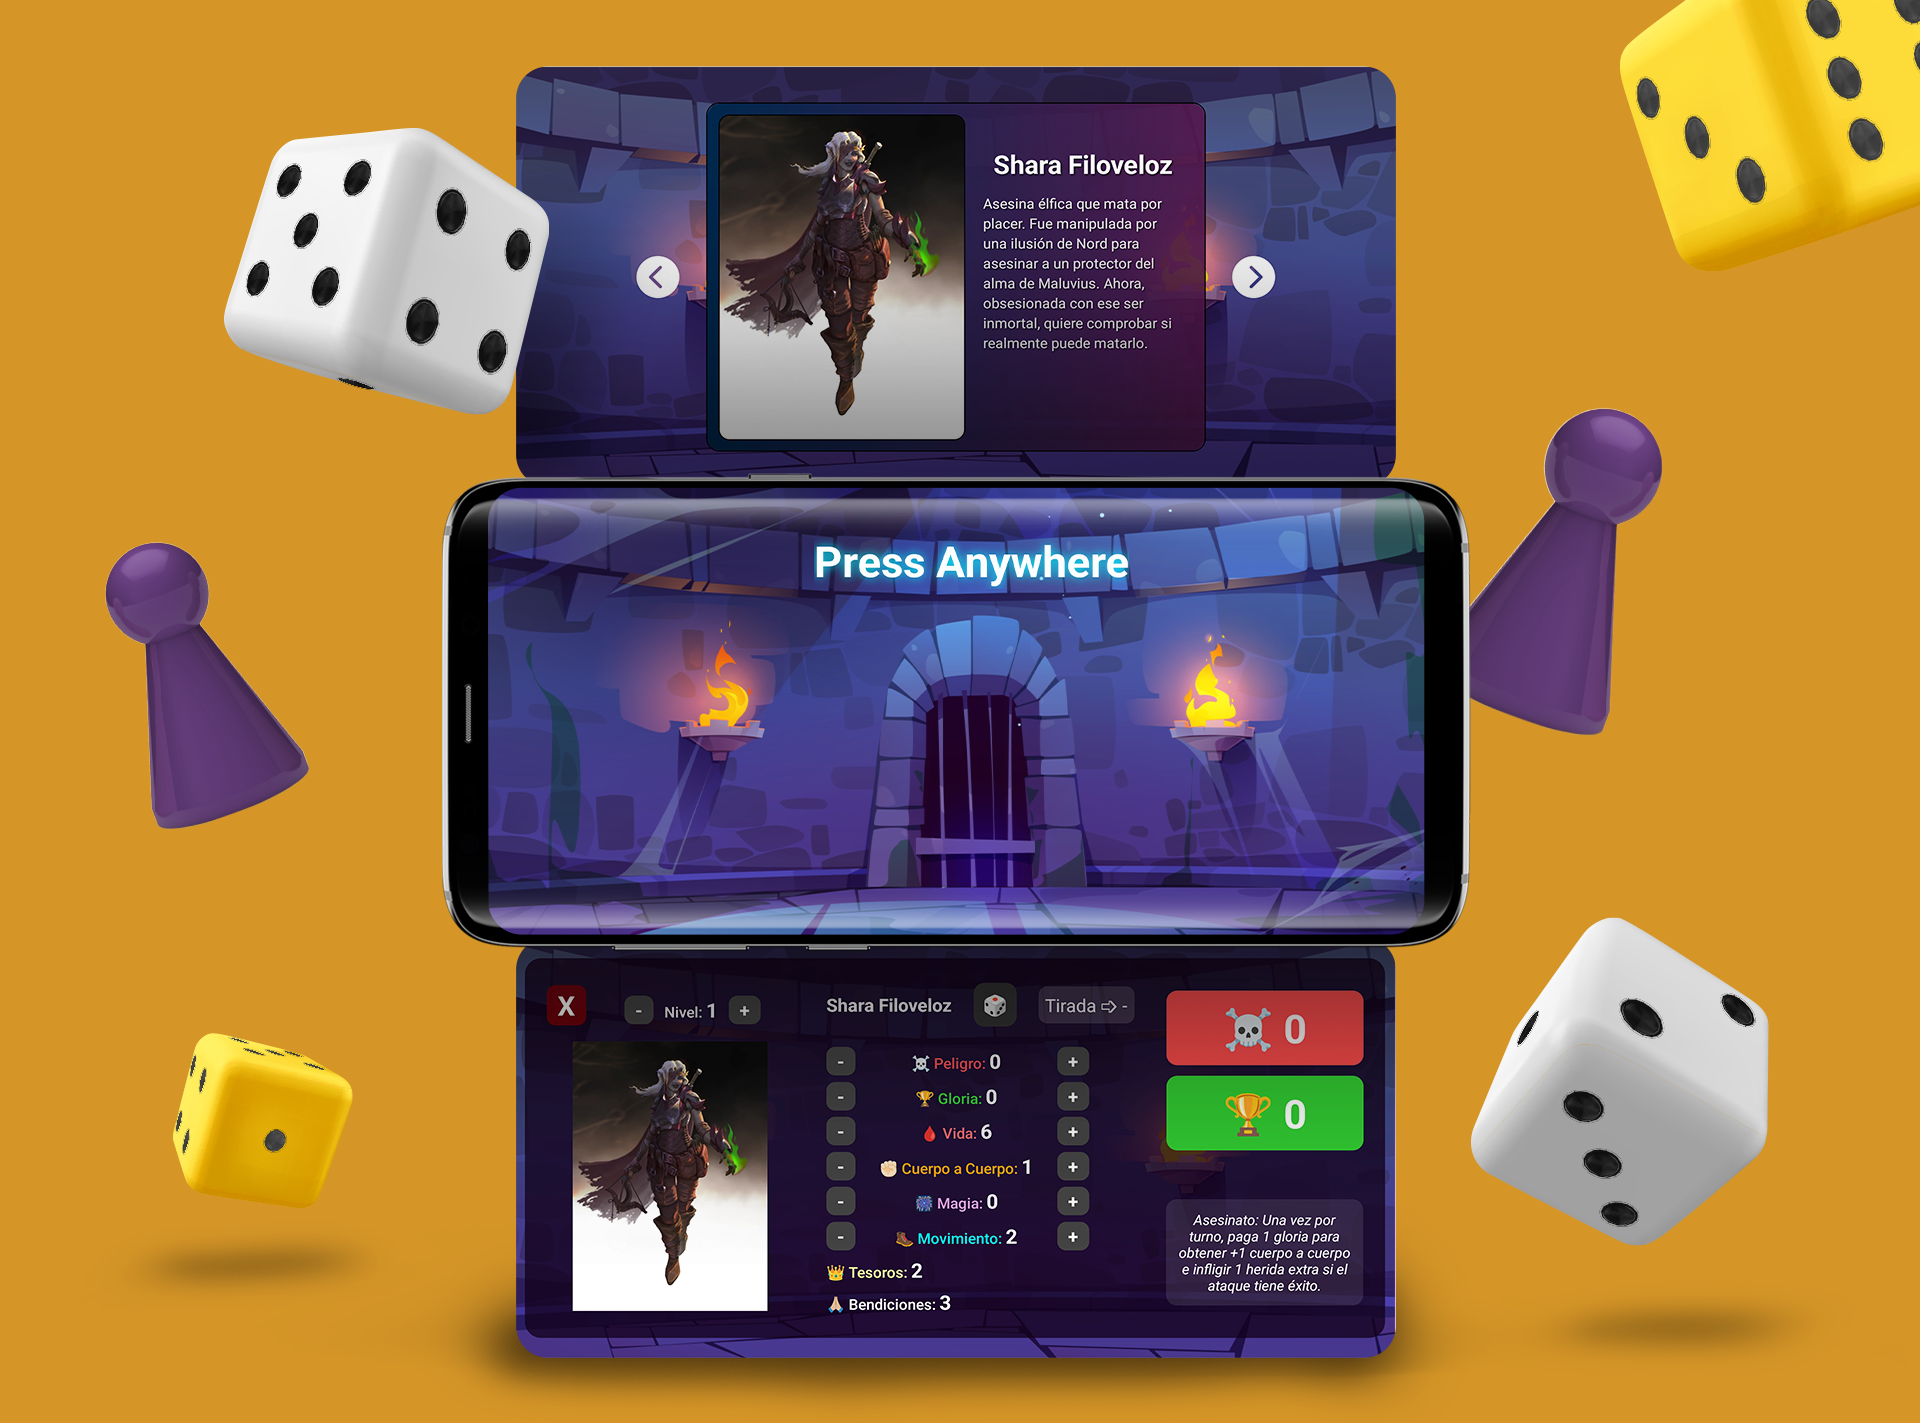 Shara Filoveloz
Asesina élfica que mata por
placer. Fue manipulada por
una ilusión de Nord para
asesinar a un protector del
alma de Maluvius. Ahora,
obsesionada con ese ser
inmortal, quiere comprobar si
realmente puede matarlo.
Press Anywhere
X
- Nivel: 1 +
Shara Filoveloz
Tirada ➩ -
0
- Peligro: 0 +
- Gloria: 0 +
0
- Vida: 6 +
- Cuerpo a Cuerpo: 1 +
- Magia: 0 +
- Movimiento: 2 +
Tesoros: 2
Bendiciones: 3
Asesinato: Una vez por
turno, paga 1 gloria para
obtener +1 cuerpo a cuerpo
e infligir 1 herida extra si el
ataque tiene éxito.